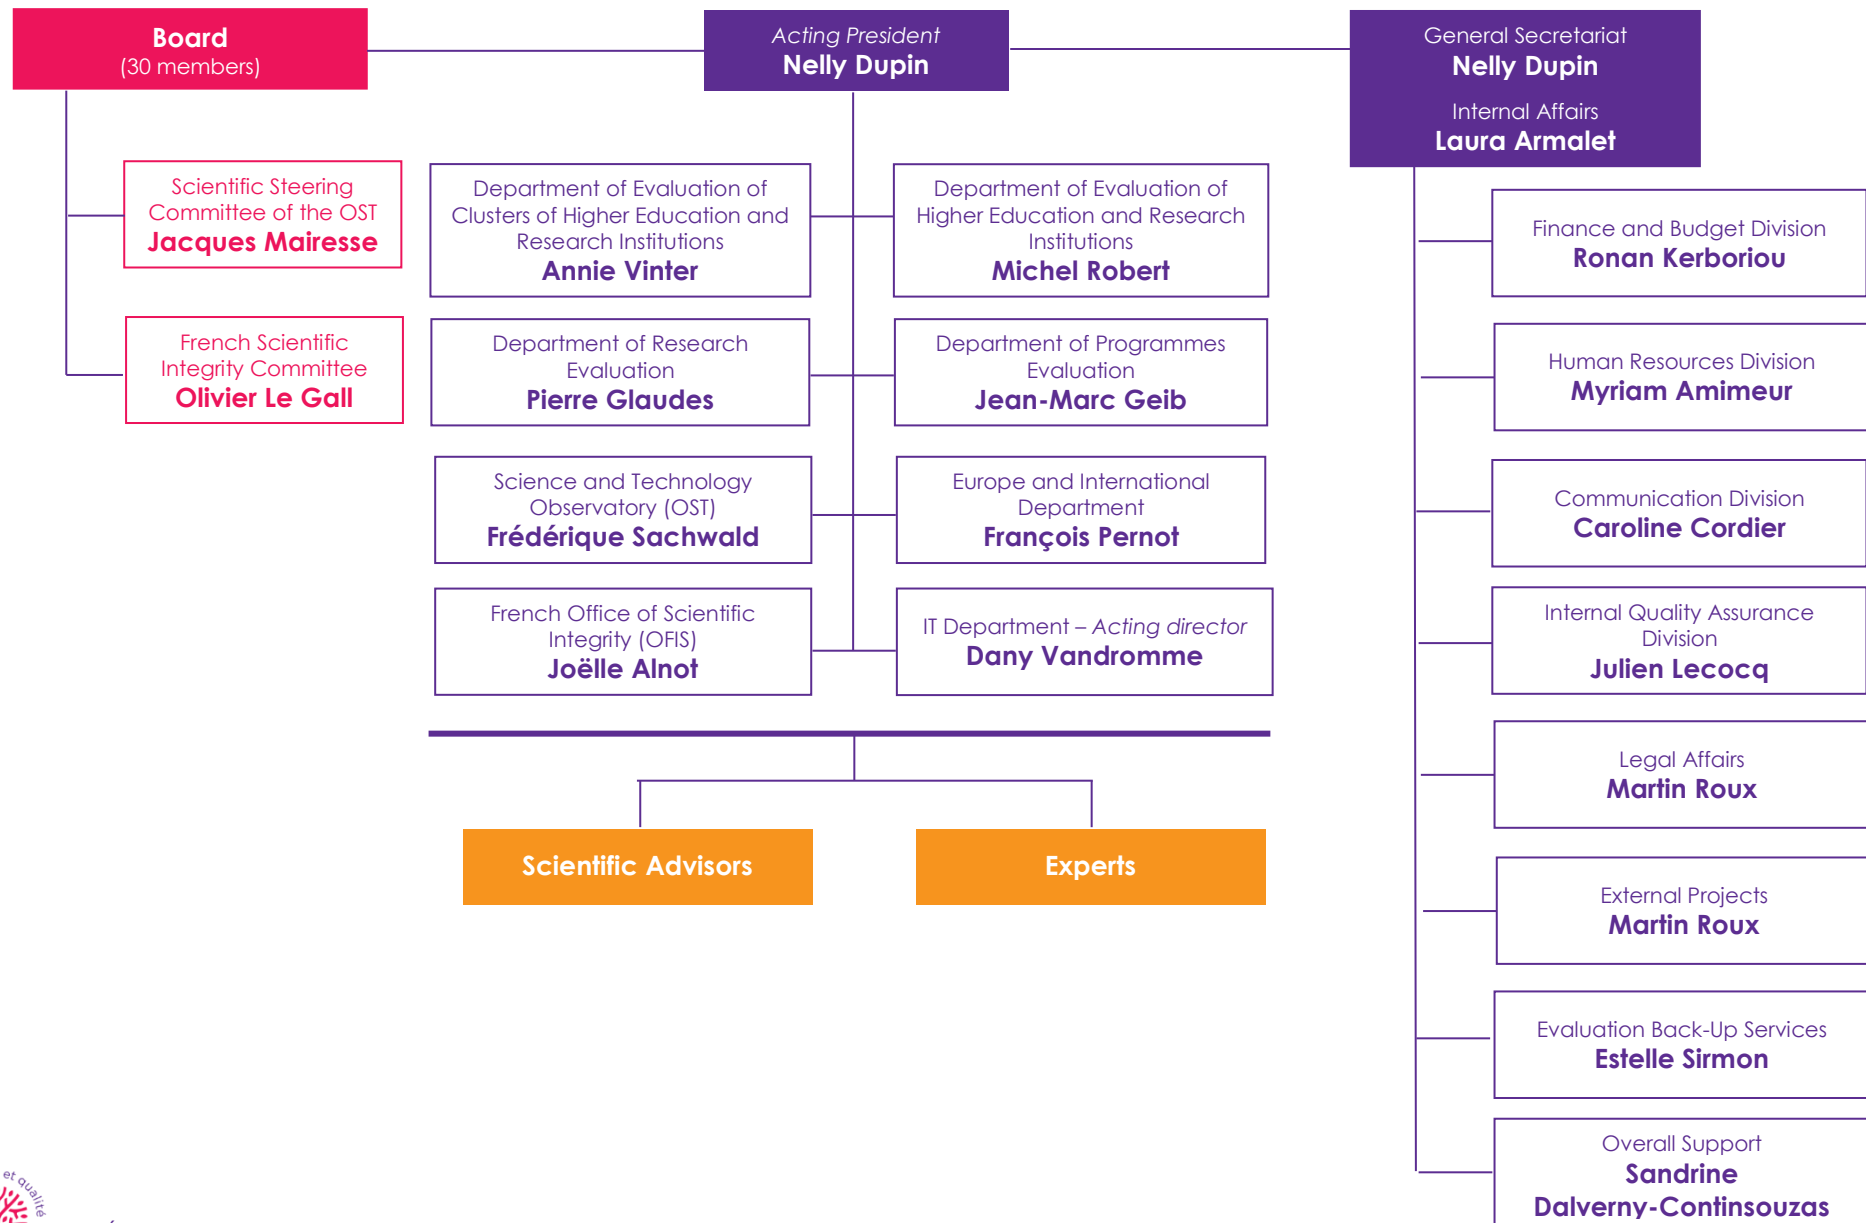 Board
(30 members)
Acting President
Nelly Dupin
General Secretariat
Nelly Dupin
Internal Affairs
Laura Armalet
Scientific Steering
Committee of the OST
Jacques Mairesse
French Scientific
Integrity Committee
Olivier Le Gall
Department of Evaluation of
Clusters of Higher Education and
Research Institutions
Annie Vinter
Department of Evaluation of
Higher Education and Research
Institutions
Michel Robert
Department of Research
Evaluation
Pierre Glaudes
Department of Programmes
Evaluation
Jean-Marc Geib
Science and Technology
Observatory (OST)
Frédérique Sachwald
Europe and International
Department
François Pernot
French Office of Scientific
Integrity (OFIS)
Joëlle Alnot
IT Department – Acting director
Dany Vandromme
Scientific Advisors
Experts
Finance and Budget Division
Ronan Kerboriou
Human Resources Division
Myriam Amimeur
Communication Division
Caroline Cordier
Internal Quality Assurance
Division
Julien Lecocq
Legal Affairs
Martin Roux
External Projects
Martin Roux
Evaluation Back-Up Services
Estelle Sirmon
Overall Support
Sandrine
Dalverny-Continsouzas
et qualité